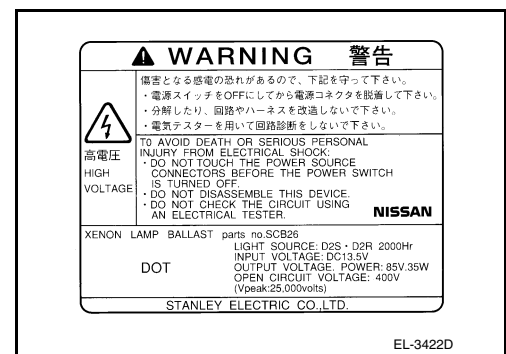 WARNING 警告
傷害となる感電の恐れがあるので、下記を守って下さい。
・電源スイッチをOFFにしてから電源コネクタを脱着して下さい。
・分解したり、回路やハーネスを改造しないで下さい。
・電気テスターを用いて回路診断をしないで下さい。
高電圧
HIGH
VOLTAGE
TO AVOID DEATH OR SERIOUS PERSONAL
INJURY FROM ELECTRICAL SHOCK:
・DO NOT TOUCH THE POWER SOURCE
CONNECTORS BEFORE THE POWER SWITCH
IS TURNED OFF.
・DO NOT DISASSEMBLE THIS DEVICE.
・DO NOT CHECK THE CIRCUIT USING
AN ELECTRICAL TESTER.
NISSAN
XENON LAMP BALLAST parts no.SCB26
LIGHT SOURCE: D2S・D2R 2000Hr
INPUT VOLTAGE: DC13.5V
DOT
OUTPUT VOLTAGE. POWER: 85V.35W
OPEN CIRCUIT VOLTAGE: 400V
(Vpeak:25,000volts)
STANLEY ELECTRIC CO.,LTD.
EL-3422D